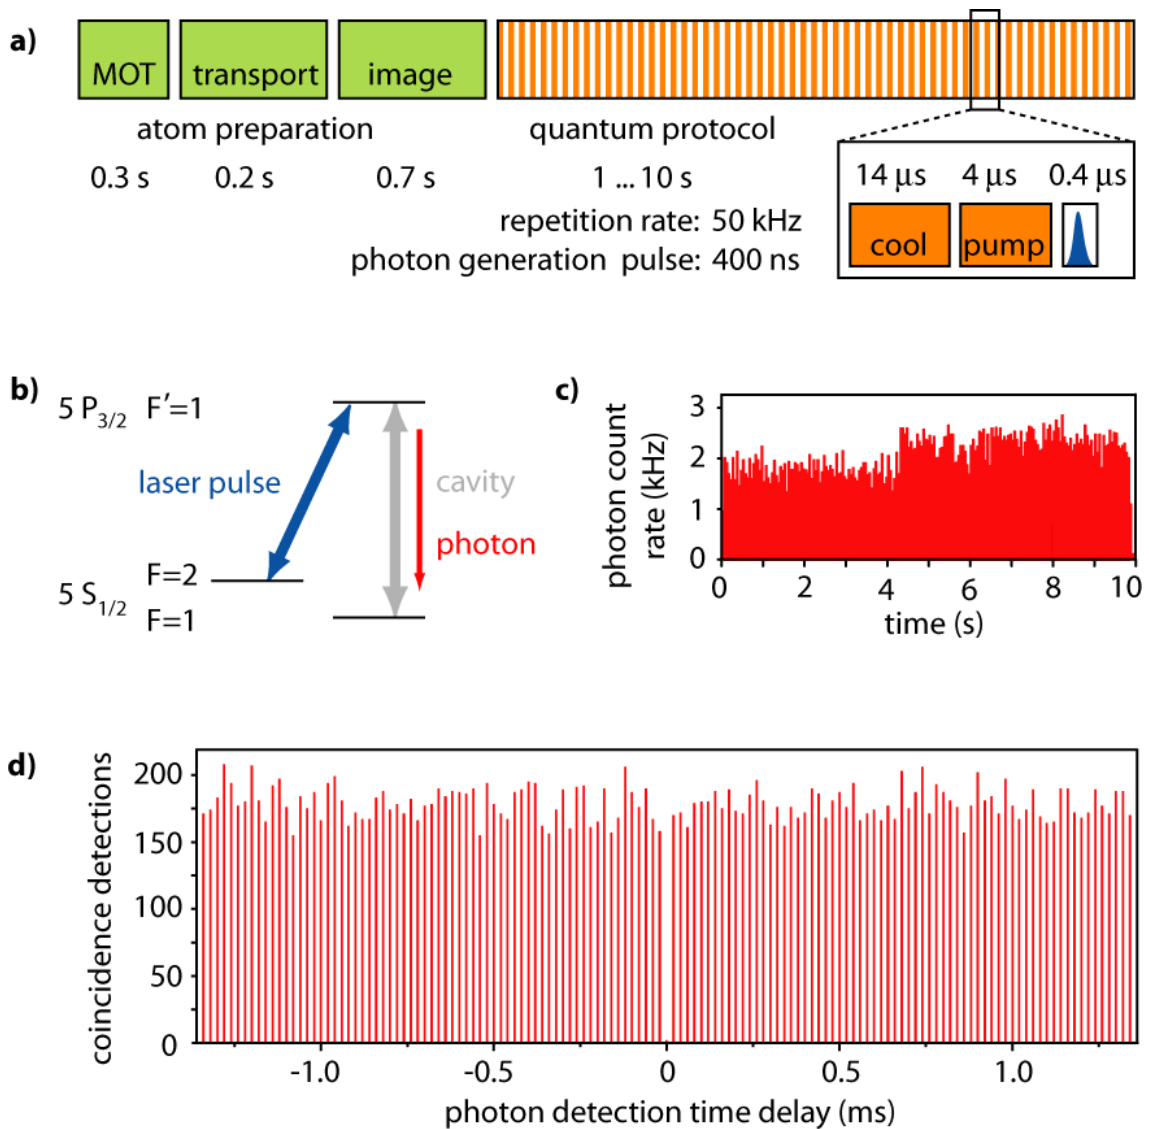 a)
MOT
transport
image
atom preparation
quantum protocol
0.3 s
0.2 s
0.7 s
1 ... 10 s
repetition rate: 50 kHz
photon generation pulse: 400 ns
14 μs
4 μs
0.4 μs
cool
pump
b)
5 P3/2 F′=1
laser pulse
cavity
photon
F=2
5 S1/2
F=1
c)
photon count
rate (kHz)
3
2
1
0
0 2 4 6 8 10
time (s)
d)
coincidence detections
200
150
100
50
0
-1.0 -0.5 0 0.5 1.0
photon detection time delay (ms)